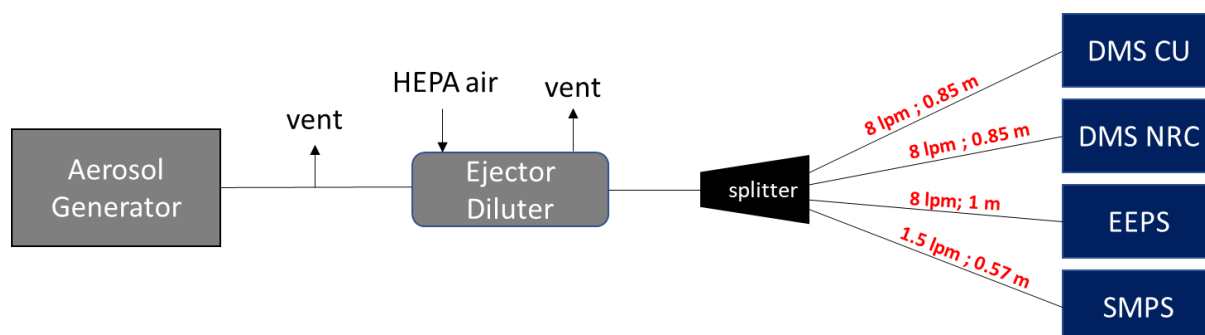 Aerosol
Generator
vent
HEPA air
vent
Ejector
Diluter
splitter
8 lpm ; 0.85 m
8 lpm ; 0.85 m
8 lpm; 1 m
1.5 lpm ; 0.57 m
DMS CU
DMS NRC
EEPS
SMPS